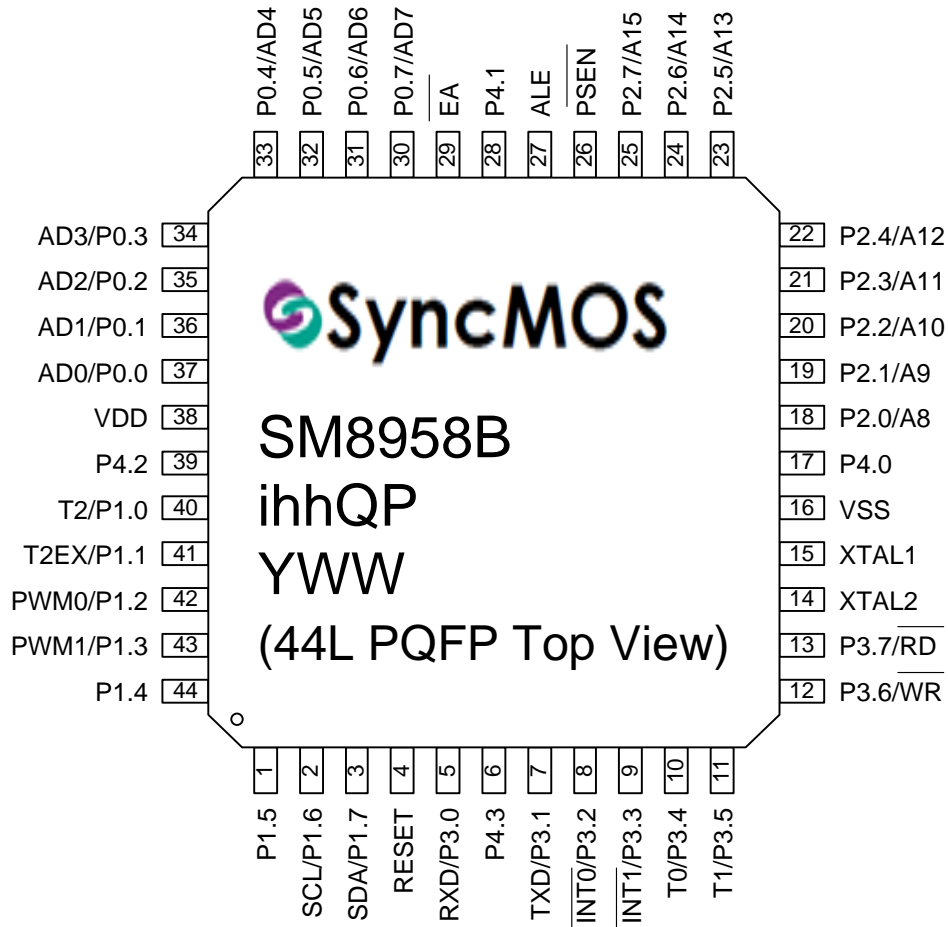 P0.4/AD4
P0.5/AD5
P0.6/AD6
P0.7/AD7
EA
P4.1
ALE
PSEN
P2.7/A15
P2.6/A14
P2.5/A13
33
32
31
30
29
28
27
26
25
24
23
AD3/P0.3 34
AD2/P0.2 35
AD1/P0.1 36
AD0/P0.0 37
VDD 38
P4.2 39
T2/P1.0 40
T2EX/P1.1 41
PWM0/P1.2 42
PWM1/P1.3 43
P1.4 44
SyncMOS
SM8958B
ihhQP
YWW
(44L PQFP Top View)
22 P2.4/A12
21 P2.3/A11
20 P2.2/A10
19 P2.1/A9
18 P2.0/A8
17 P4.0
16 VSS
15 XTAL1
14 XTAL2
13 P3.7/RD
12 P3.6/WR
1
2
3
4
5
6
7
8
9
10
11
P1.5
SCL/P1.6
SDA/P1.7
RESET
RXD/P3.0
P4.3
TXD/P3.1
INT0/P3.2
INT1/P3.3
T0/P3.4
T1/P3.5